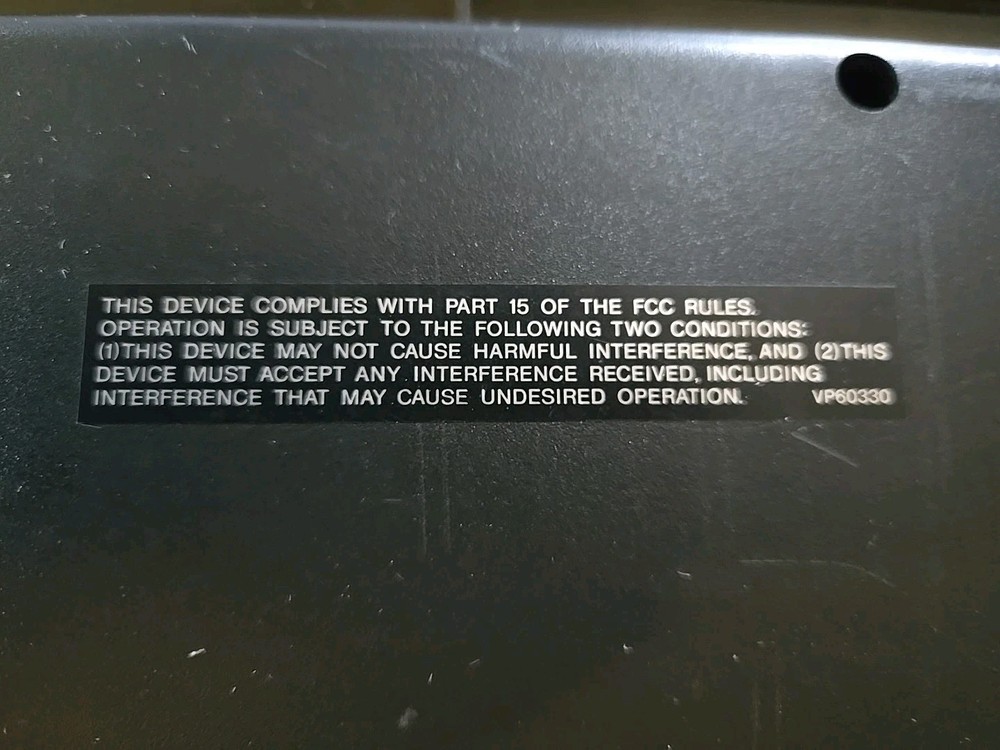 THIS DEVICE COMPLIES WITH PART 15 OF THE FCC RULES.
OPERATION IS SUBJECT TO THE FOLLOWING TWO CONDITIONS:
(1)THIS DEVICE MAY NOT CAUSE HARMFUL INTERFERENCE, AND (2)THIS
DEVICE MUST ACCEPT ANY INTERFERENCE RECEIVED, INCLUDING
INTERFERENCE THAT MAY CAUSE UNDESIRED OPERATION. VP60330